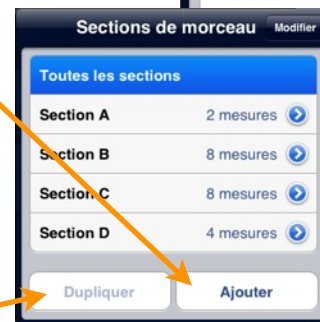 Sections de morceau Modifier
Toutes les sections
Section A 2 mesures
Section B 8 mesures
Section C 8 mesures
Section D 4 mesures
Dupliquer Ajouter